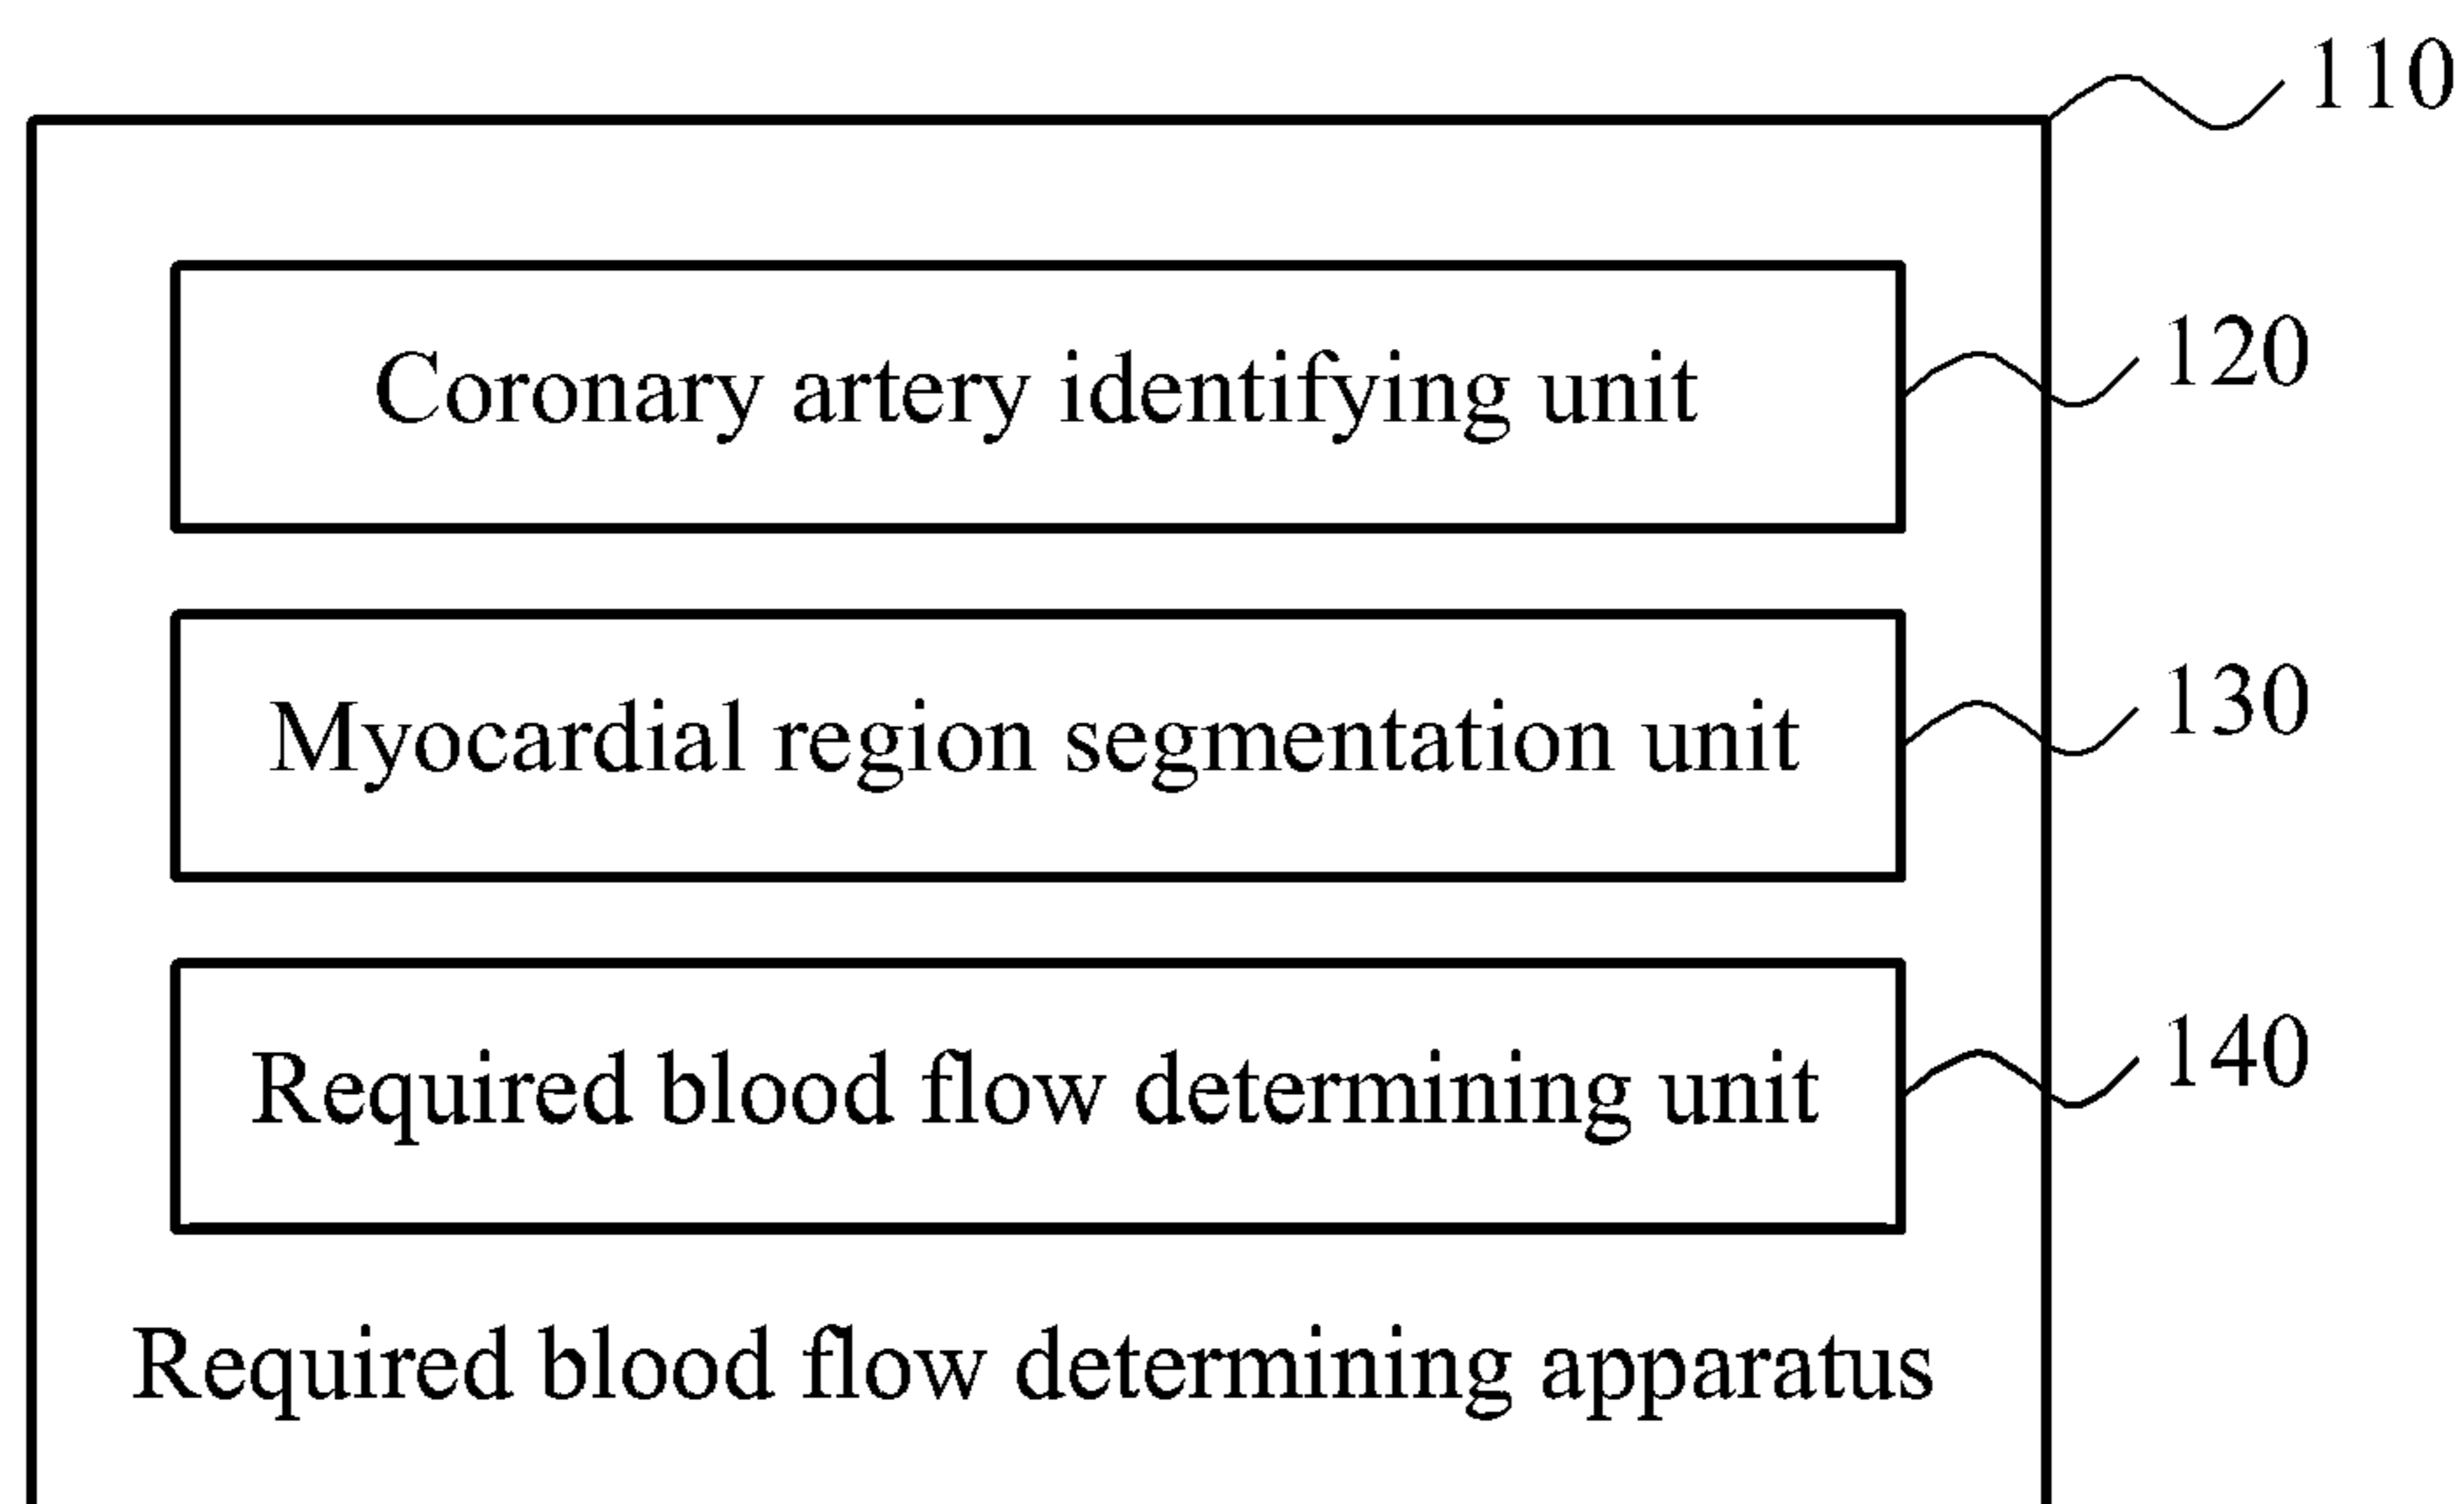 110
Coronary artery identifying unit
120
Myocardial region segmentation unit
130
Required blood flow determining unit
140
Required blood flow determining apparatus